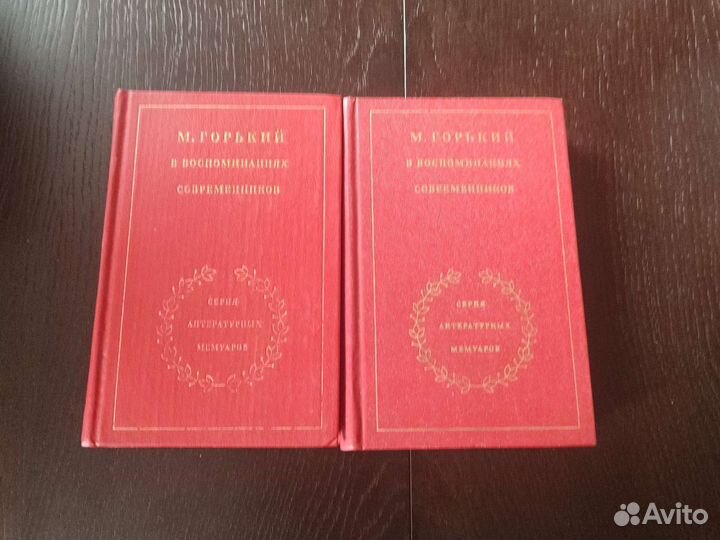 М. ГОРЬКИЙ
В ВОСПОМИНАНИЯХ
СОВРЕМЕННИКОВ
СЕРИЯ
ЛИТЕРАТУРНЫХ
МЕМУАРОВ
М. ГОРЬКИЙ
В ВОСПОМИНАНИЯХ
СОВРЕМЕННИКОВ
СЕРИЯ
ЛИТЕРАТУРНЫХ
МЕМУАРОВ
Avito